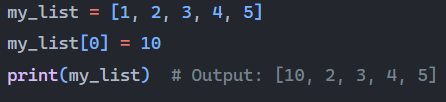 my_list = [1, 2, 3, 4, 5]
my_list[0] = 10
print(my_list)  # Output: [10, 2, 3, 4, 5]